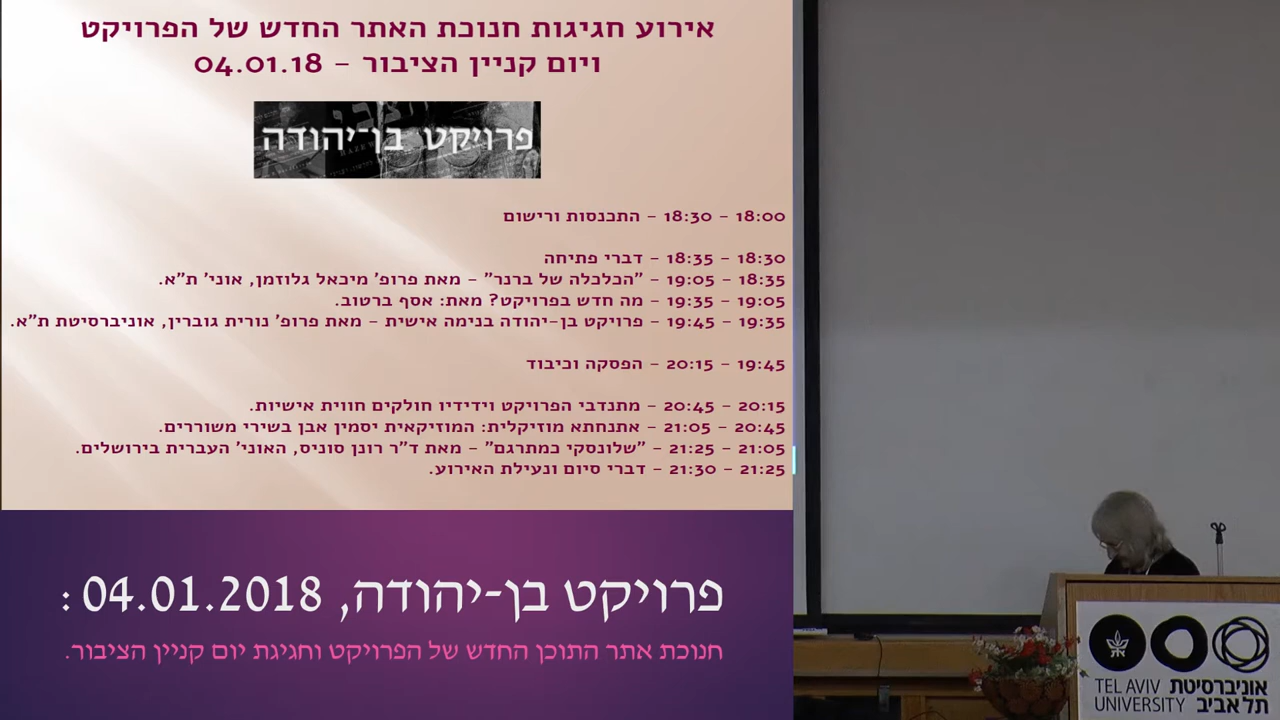 אירוע חגיגות חנוכת האתר החדש של הפרויקט
ויום קניין הציבור – 04.01.18
פרויקט בן־יהודה
18:00 – 18:30 – התכנסות ורישום
18:30 – 18:35 – דברי פתיחה
18:35 – 19:05 – "הכלכלה של ברנר" – מאת פרופ' מיכאל גלוזמן, אוני' ת"א.
19:05 – 19:35 – מה חדש בפרויקט? מאת: אסף ברטוב.
19:35 – 19:45 – פרויקט בן-יהודה בנימה אישית – מאת פרופ' נורית גוברין, אוניברסיטת ת"א.
19:45 – 20:15 – הפסקה וכיבוד
20:15 – 20:45 – מתנדבי הפרויקט וידידיו חולקים חווית אישיות.
20:45 – 21:05 – אתנחתא מוזיקלית: המוזיקאית יסמין אבן בשירי משוררים.
21:05 – 21:25 – "שלונסקי כמתרגם" – מאת ד"ר רונן סוניס, האוני' העברית בירושלים.
21:25 – 21:30 – דברי סיום ונעילת האירוע.
פרויקט בן-יהודה, 04.01.2018 :
חנוכת אתר התוכן החדש של הפרויקט וחגיגת יום קניין הציבור.
TEL AVIV אוניברסיטת
UNIVERSITY תל אביב